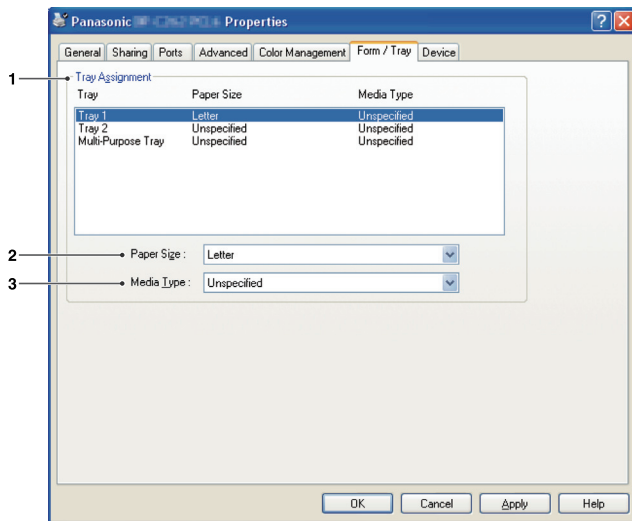 Panasonic Properties
General Sharing Ports Advanced Color Management Form / Tray Device
1 Tray Assignment
Tray Paper Size Media Type
Tray 1 Letter Unspecified
Tray 2 Unspecified Unspecified
Multi-Purpose Tray Unspecified Unspecified
2 Paper Size : Letter
3 Media Type : Unspecified
OK Cancel Apply Help